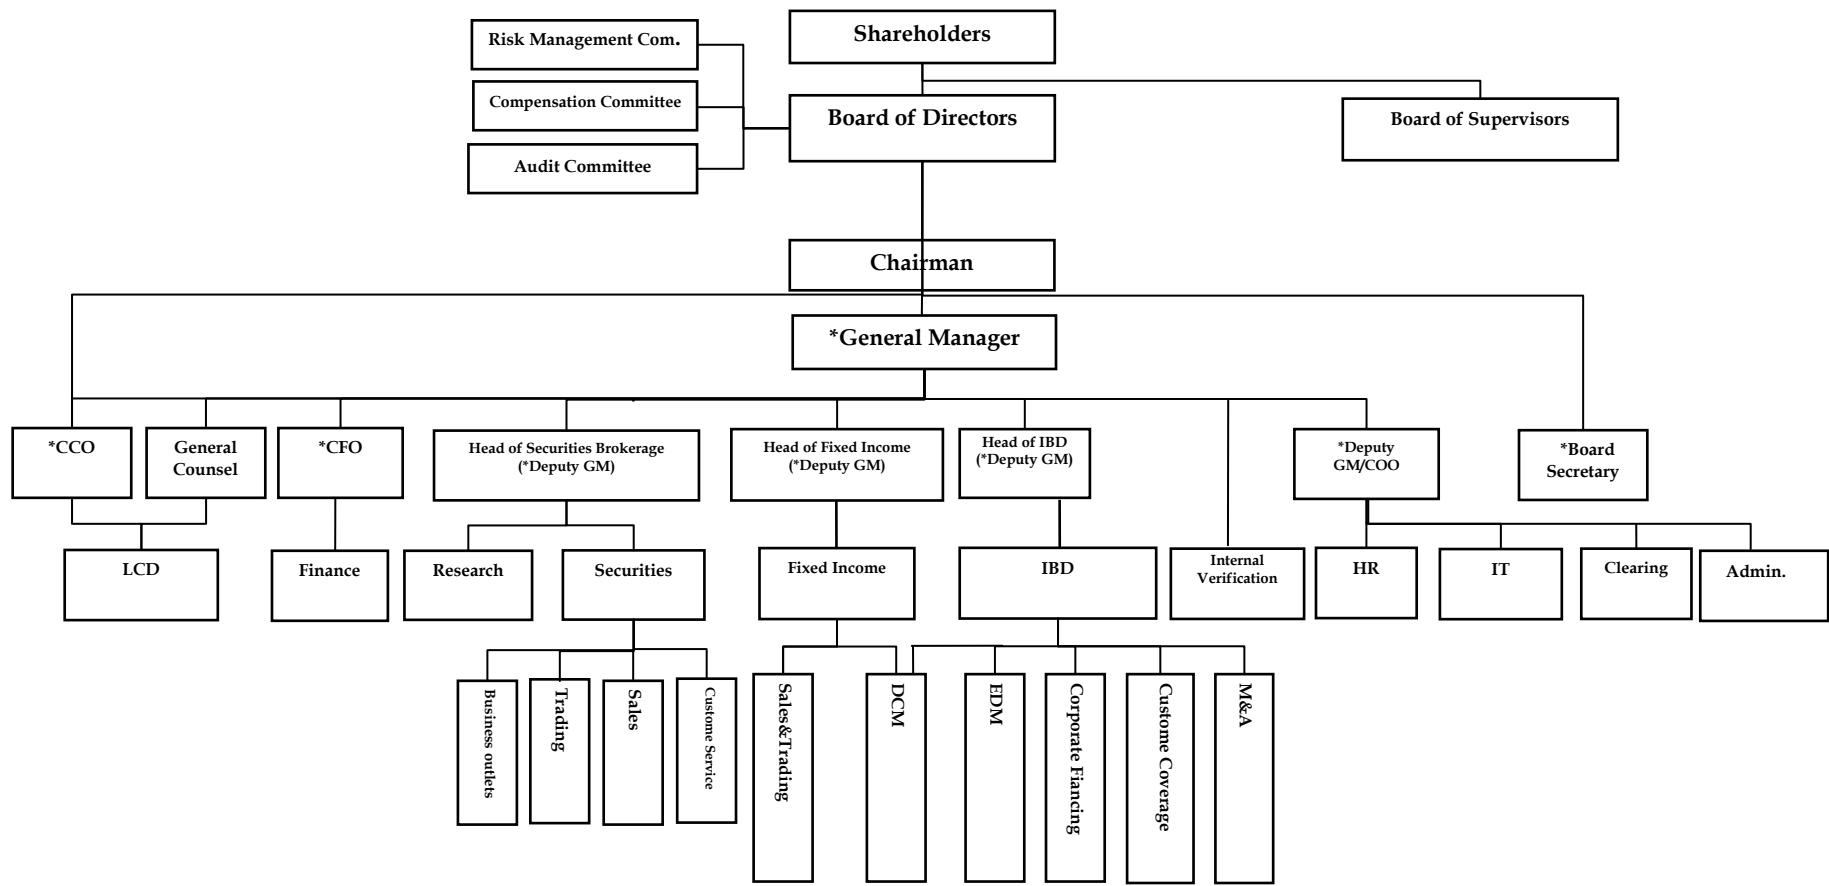 Shareholders
Risk Management Com.
Compensation Committee
Board of Directors
Board of Supervisors
Audit Committee
Chairman
*General Manager
*CCO
General
Counsel
*CFO
Head of Securities Brokerage
(*Deputy GM)
Head of Fixed Income
(*Deputy GM)
Head of IBD
(*Deputy GM)
*Deputy
GM/COO
*Board
Secretary
LCD
Finance
Research
Securities
Fixed Income
IBD
Internal
Verification
HR
IT
Clearing
Admin.
Business outlets
Trading
Sales
Custome Service
Sales&Trading
DCM
EDM
Corporate Fiancing
Custome Coverage
M&A